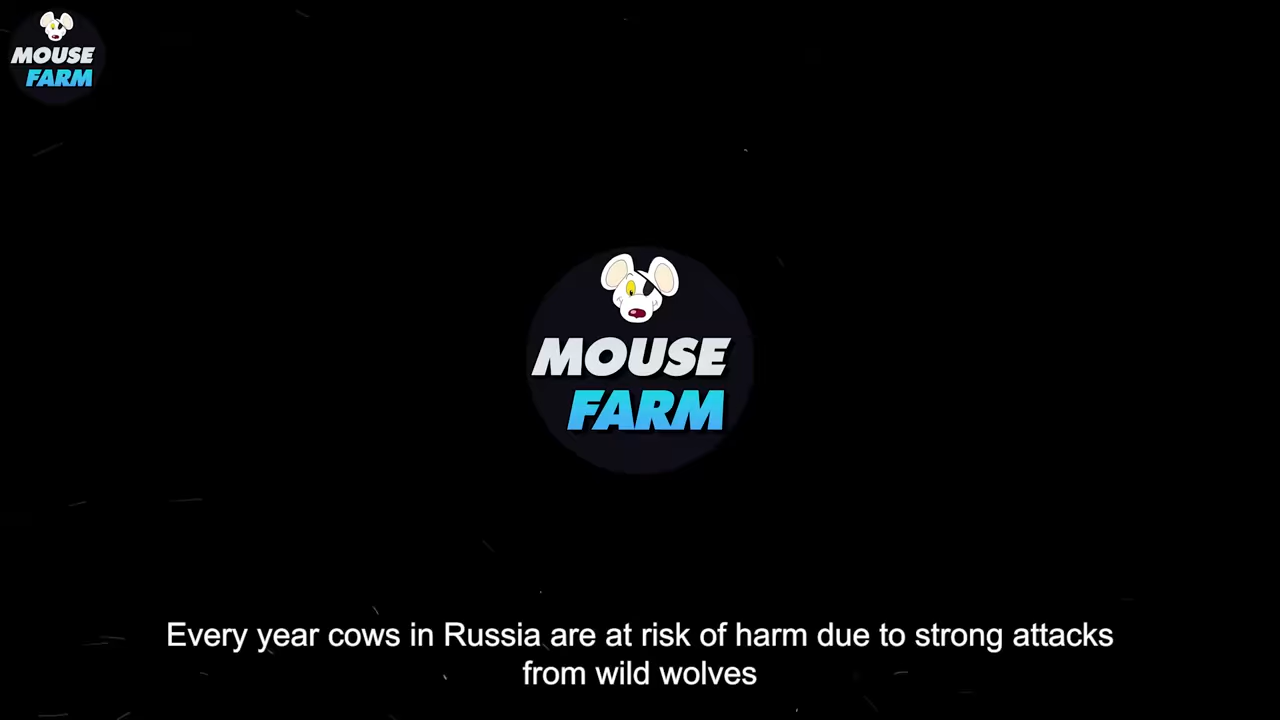 MOUSE
FARM
MOUSE
FARM
Every year cows in Russia are at risk of harm due to strong attacks
from wild wolves